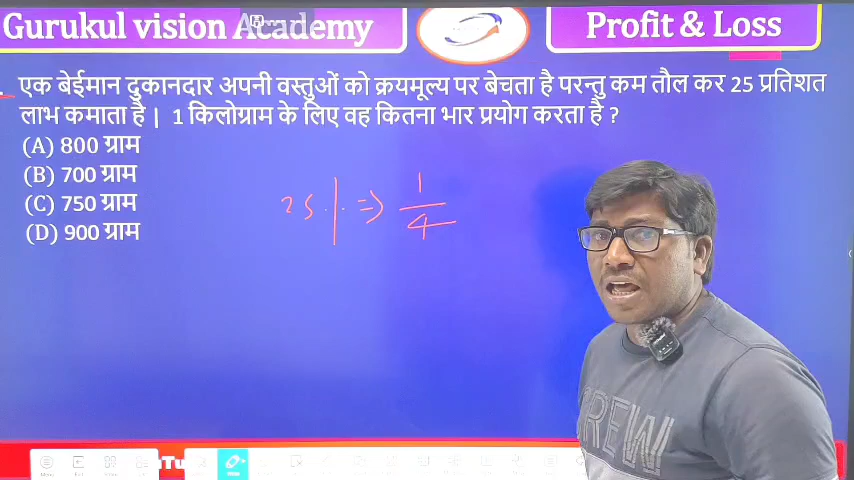 Gurukul vision Academy
Profit & Loss
एक बेईमान दुकानदार अपनी वस्तुओं को क्रयमूल्य पर बेचता है परन्तु कम तौल कर 25 प्रतिशत
लाभ कमाता है | 1 किलोग्राम के लिए वह कितना भार प्रयोग करता है ?
(A) 800 ग्राम
(B) 700 ग्राम
(C) 750 ग्राम
(D) 900 ग्राम
25 % ⇒ 1/4
CREW